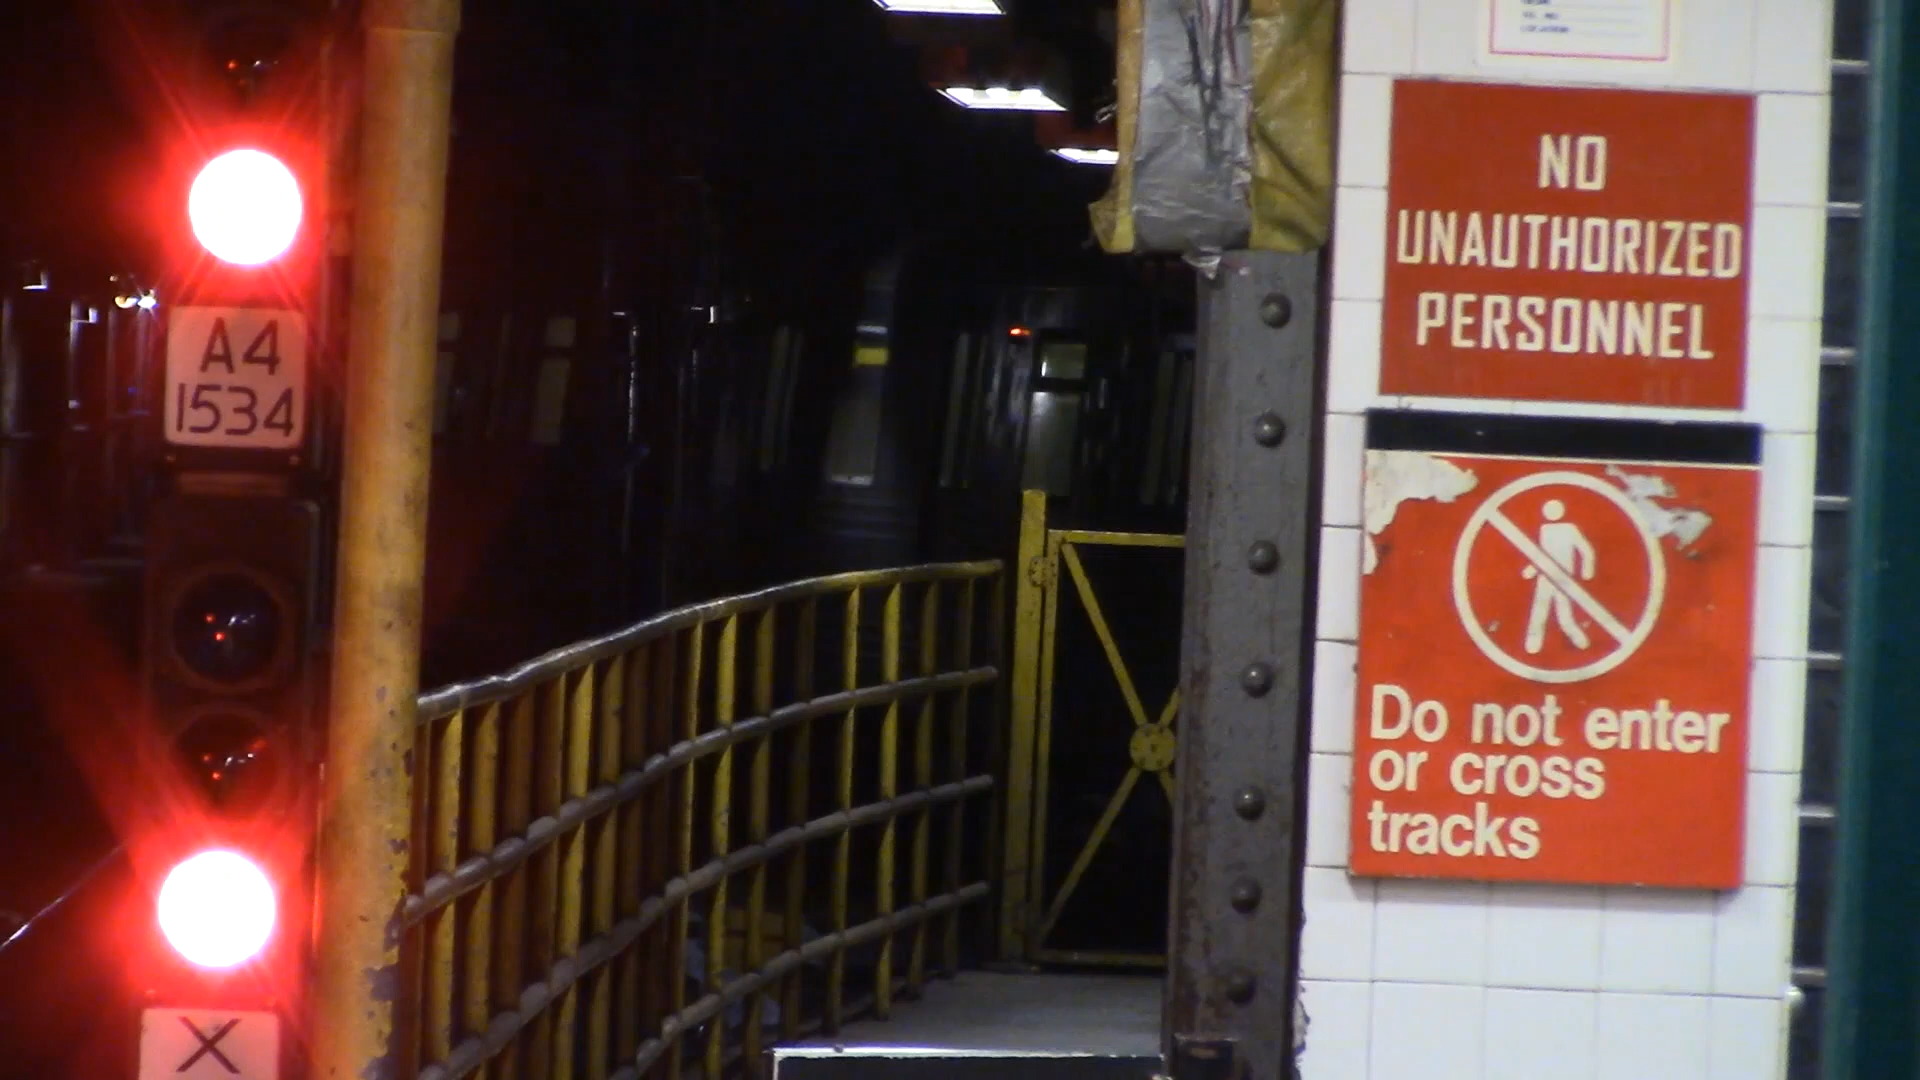 A4
1534
X
NO
UNAUTHORIZED
PERSONNEL
Do not enter
or cross
tracks